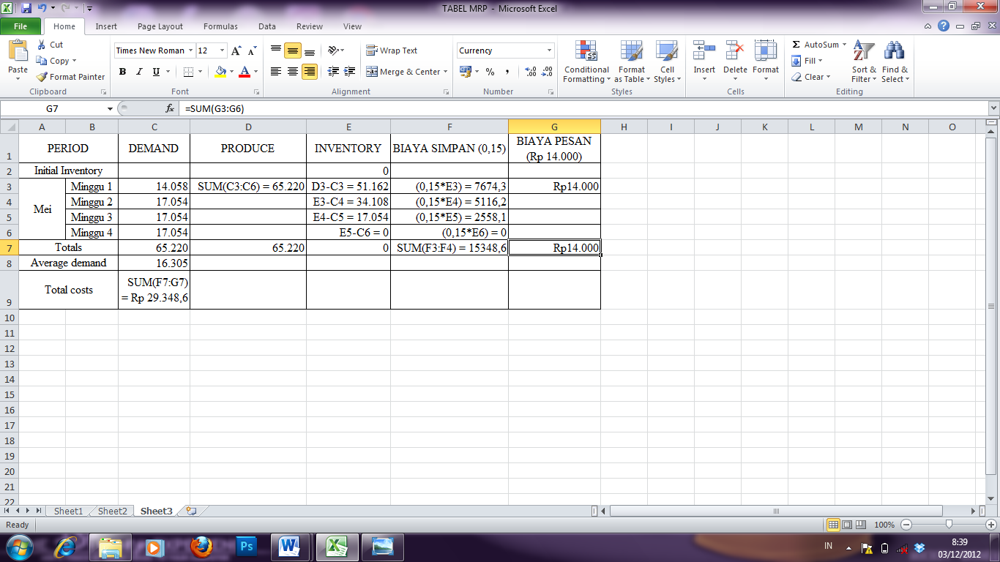 TABEL MRP - Microsoft Excel
File Home Insert Page Layout Formulas Data Review View
Paste
Cut
Copy
Format Painter
Clipboard
Times New Roman 12
B I U
Font
Wrap Text
Merge & Center
Alignment
Currency
Number
Conditional Formatting
Format as Table
Cell Styles
Styles
Insert Delete Format
Cells
AutoSum
Fill
Clear
Sort & Filter
Find & Select
Editing
G7 fx =SUM(G3:G6)
A B C D E F G H I J K L M N O
1 PERIOD DEMAND PRODUCE INVENTORY BIAYA SIMPAN (0,15) BIAYA PESAN (Rp 14.000)
2 Initial Inventory 0
3 Mei Minggu 1 14.058 SUM(C3:C6) = 65.220 D3-C3 = 51.162 (0,15*E3) = 7674,3 Rp14.000
4 Minggu 2 17.054 E3-C4 = 34.108 (0,15*E4) = 5116,2
5 Minggu 3 17.054 E4-C5 = 17.054 (0,15*E5) = 2558,1
6 Minggu 4 17.054 E5-C6 = 0 (0,15*E6) = 0
7 Totals 65.220 65.220 0 SUM(F3:F4) = 15348,6 Rp14.000
8 Average demand 16.305
9 Total costs SUM(F7:G7) = Rp 29.348,6
10
11
12
13
14
15
16
17
18
19
20
21
22
Sheet1 Sheet2 Sheet3
Ready 100%
Ps
IN 8:39
03/12/2012